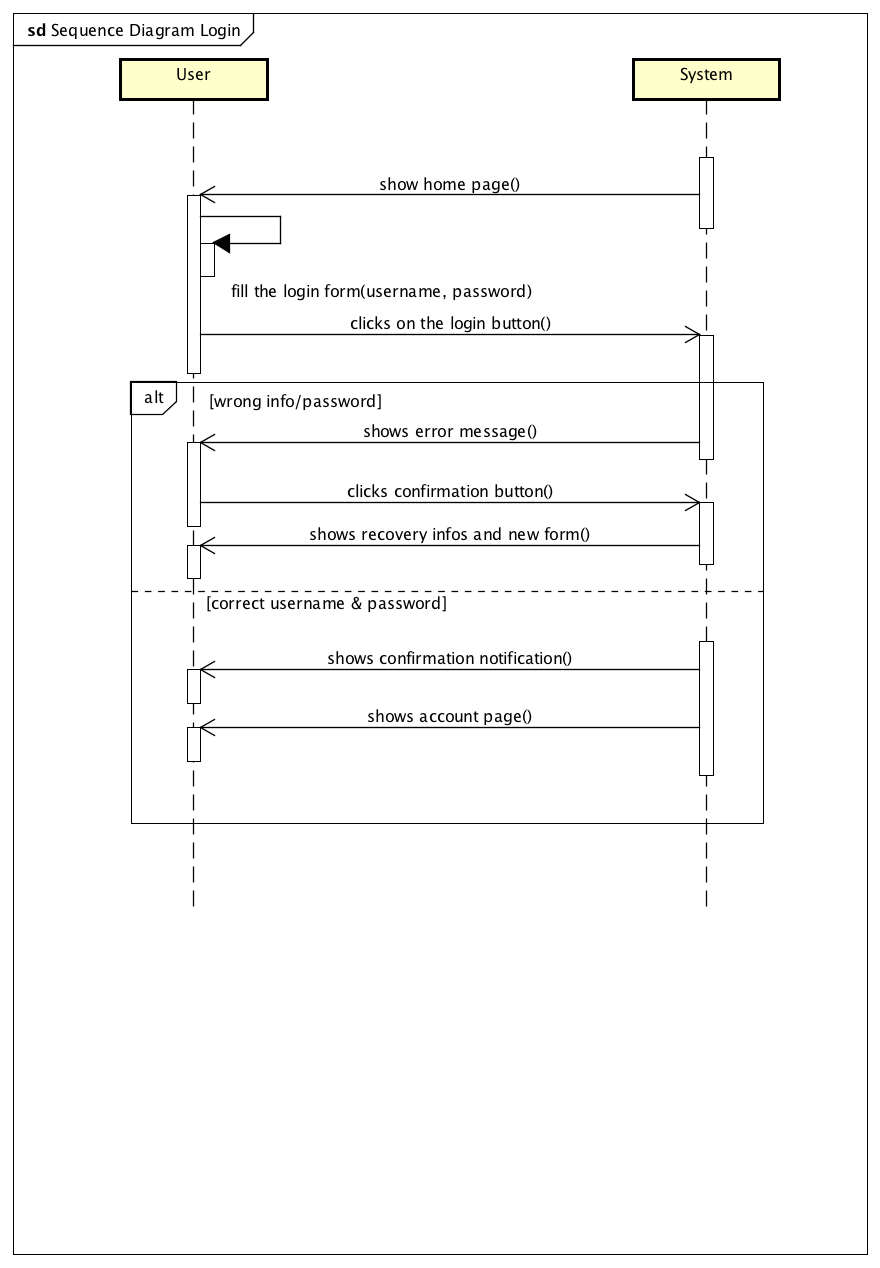 sd Sequence Diagram Login
User
System
show home page()
fill the login form(username, password)
clicks on the login button()
alt
[wrong info/password]
shows error message()
clicks confirmation button()
shows recovery infos and new form()
[correct username & password]
shows confirmation notification()
shows account page()